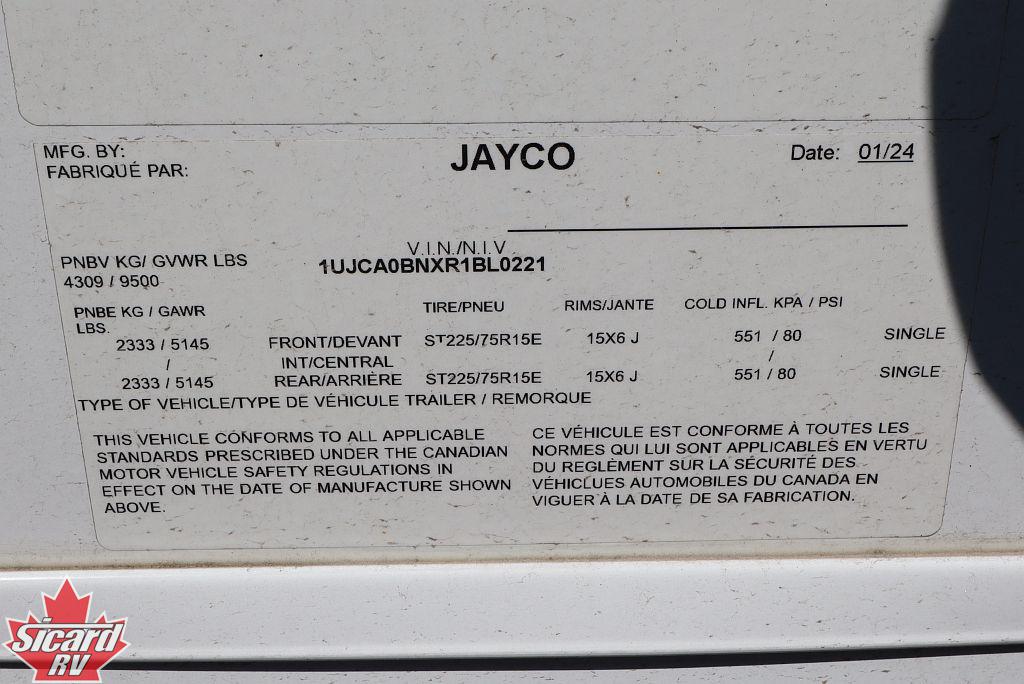 MFG. BY:
FABRIQUÉ PAR:
JAYCO
Date: 01/24
V.I.N./N.I.V
1UJCA0BNXR1BL0221
PNBV KG/ GVWR LBS
4309 / 9500
PNBE KG / GAWR
LBS.
TIRE/PNEU RIMS/JANTE COLD INFL. KPA / PSI
2333 / 5145 FRONT/DEVANT ST225/75R15E 15X6 J 551 / 80 SINGLE
/ INT/CENTRAL /
2333 / 5145 REAR/ARRIÈRE ST225/75R15E 15X6 J 551 / 80 SINGLE
TYPE OF VEHICLE/TYPE DE VÉHICULE TRAILER / REMORQUE
THIS VEHICLE CONFORMS TO ALL APPLICABLE
STANDARDS PRESCRIBED UNDER THE CANADIAN
MOTOR VEHICLE SAFETY REGULATIONS IN
EFFECT ON THE DATE OF MANUFACTURE SHOWN
ABOVE.
CE VÉHICULE EST CONFORME À TOUTES LES
NORMES QUI LUI SONT APPLICABLES EN VERTU
DU REGLÈMENT SUR LA SÉCURITÉ DES
VÉHICLUES AUTOMOBILES DU CANADA EN
VIGUER À LA DATE DE SA FABRICATION.
Sicard
RV